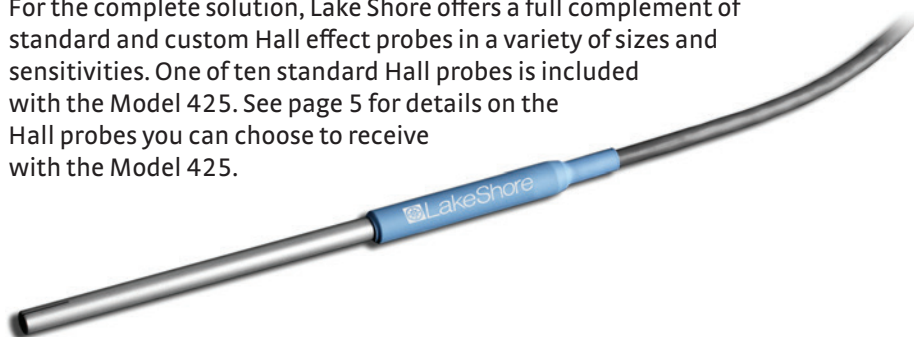 For the complete solution, Lake Shore offers a full complement of
standard and custom Hall effect probes in a variety of sizes and
sensitivities. One of ten standard Hall probes is included
with the Model 425. See page 5 for details on the
Hall probes you can choose to receive
with the Model 425.
LakeShore